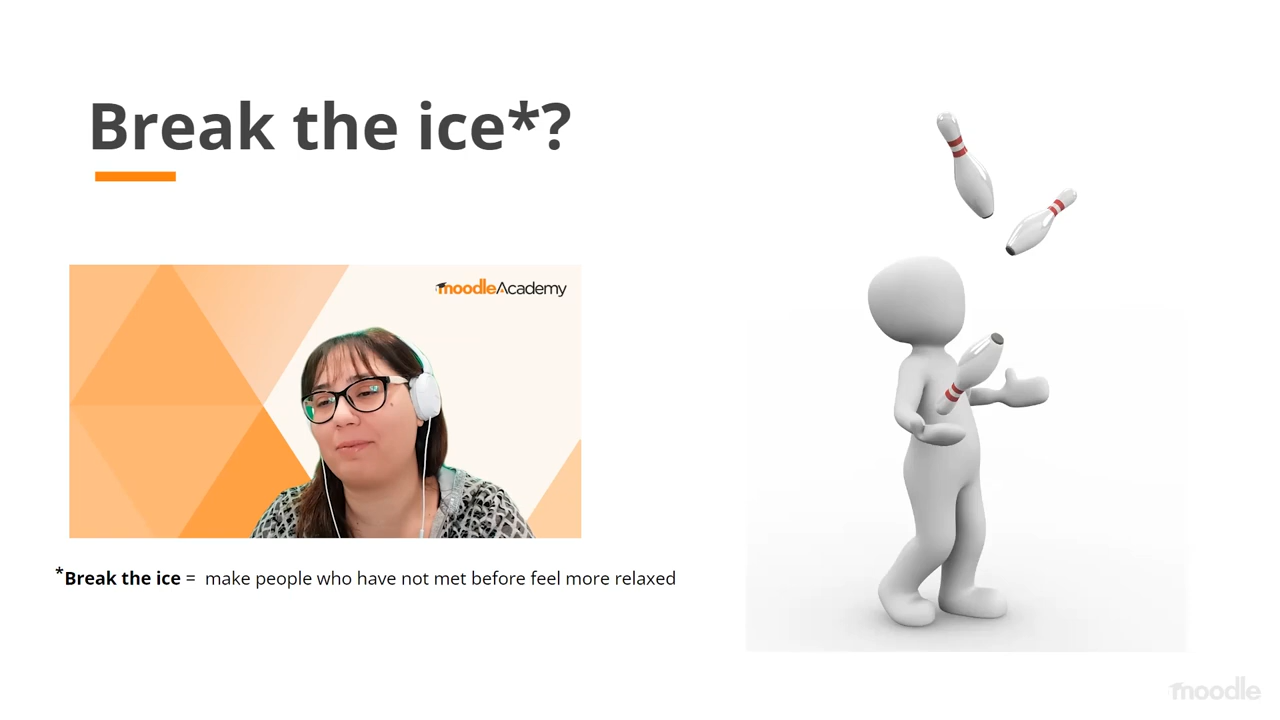 Break the ice*?
moodleAcademy
*Break the ice = make people who have not met before feel more relaxed
moodle